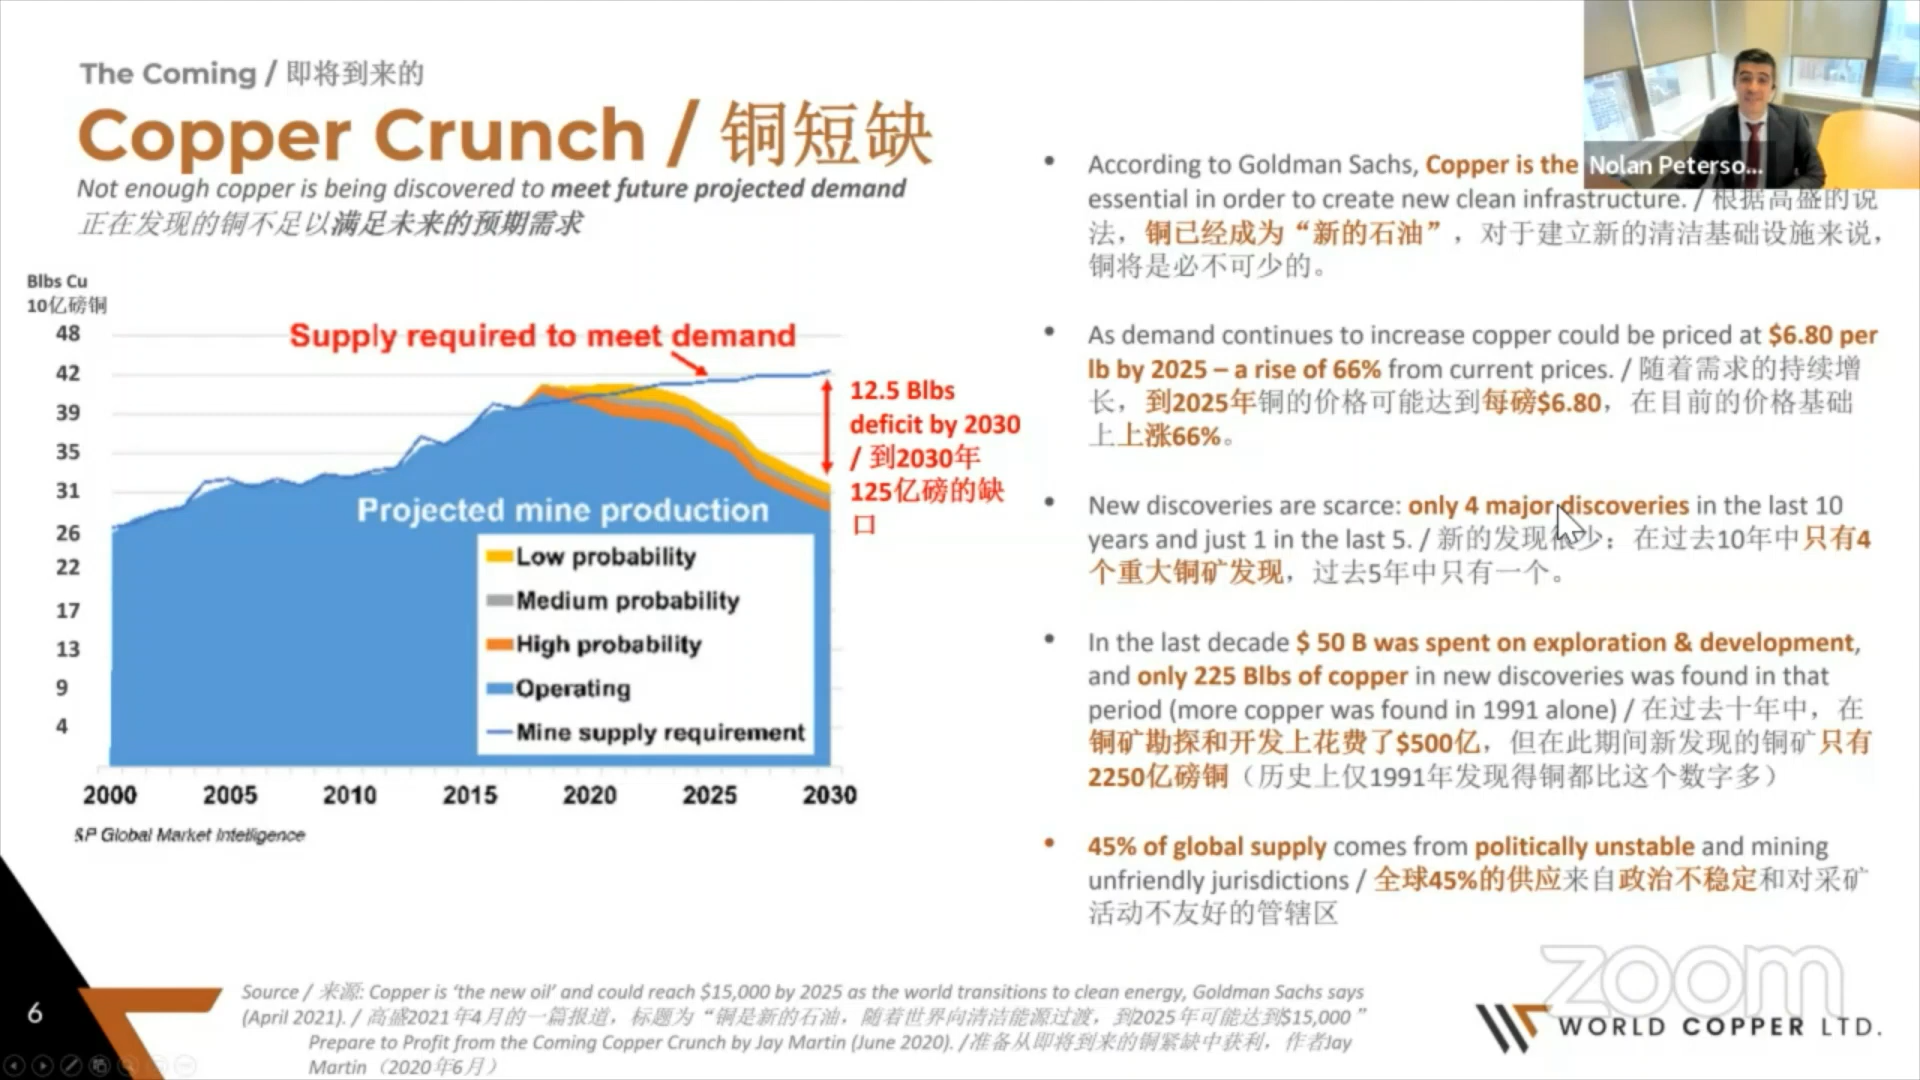 The Coming / 即将到来的
Copper Crunch / 铜短缺
Not enough copper is being discovered to meet future projected demand
正在发现的铜不足以满足未来的预期需求
Blbs Cu
10亿磅铜
48
42
39
35
31
26
22
17
13
9
4
Supply required to meet demand
12.5 Blbs
deficit by 2030
/ 到2030年
125亿磅的缺
口
Projected mine production
Low probability
Medium probability
High probability
Operating
Mine supply requirement
2000 2005 2010 2015 2020 2025 2030
SP Global Market Intelligence
Nolan Peterso...
• According to Goldman Sachs, Copper is the
essential in order to create new clean infrastructure. / 根据高盛的说
法，铜已经成为“新的石油”，对于建立新的清洁基础设施来说，
铜将是必不可少的。
• As demand continues to increase copper could be priced at $6.80 per
lb by 2025 – a rise of 66% from current prices. / 随着需求的持续增
长，到2025年铜的价格可能达到每磅$6.80，在目前的价格基础
上上涨66%。
• New discoveries are scarce: only 4 major discoveries in the last 10
years and just 1 in the last 5. / 新的发现很少：在过去10年中只有4
个重大铜矿发现，过去5年中只有一个。
• In the last decade $ 50 B was spent on exploration & development,
and only 225 Blbs of copper in new discoveries was found in that
period (more copper was found in 1991 alone) / 在过去十年中，在
铜矿勘探和开发上花费了$500亿，但在此期间新发现的铜矿只有
2250亿磅铜（历史上仅1991年发现得铜都比这个数字多）
• 45% of global supply comes from politically unstable and mining
unfriendly jurisdictions / 全球45%的供应来自政治不稳定和对采矿
活动不友好的管辖区
6
Source / 来源: Copper is ‘the new oil’ and could reach $15,000 by 2025 as the world transitions to clean energy, Goldman Sachs says
(April 2021). / 高盛2021年4月的一篇报道，标题为“铜是新的石油，随着世界向清洁能源过渡，到2025年可能达到$15,000”
Prepare to Profit from the Coming Copper Crunch by Jay Martin (June 2020). /准备从即将到来的铜紧缺中获利，作者Jay
Martin（2020年6月）
zoom
WORLD COPPER LTD.